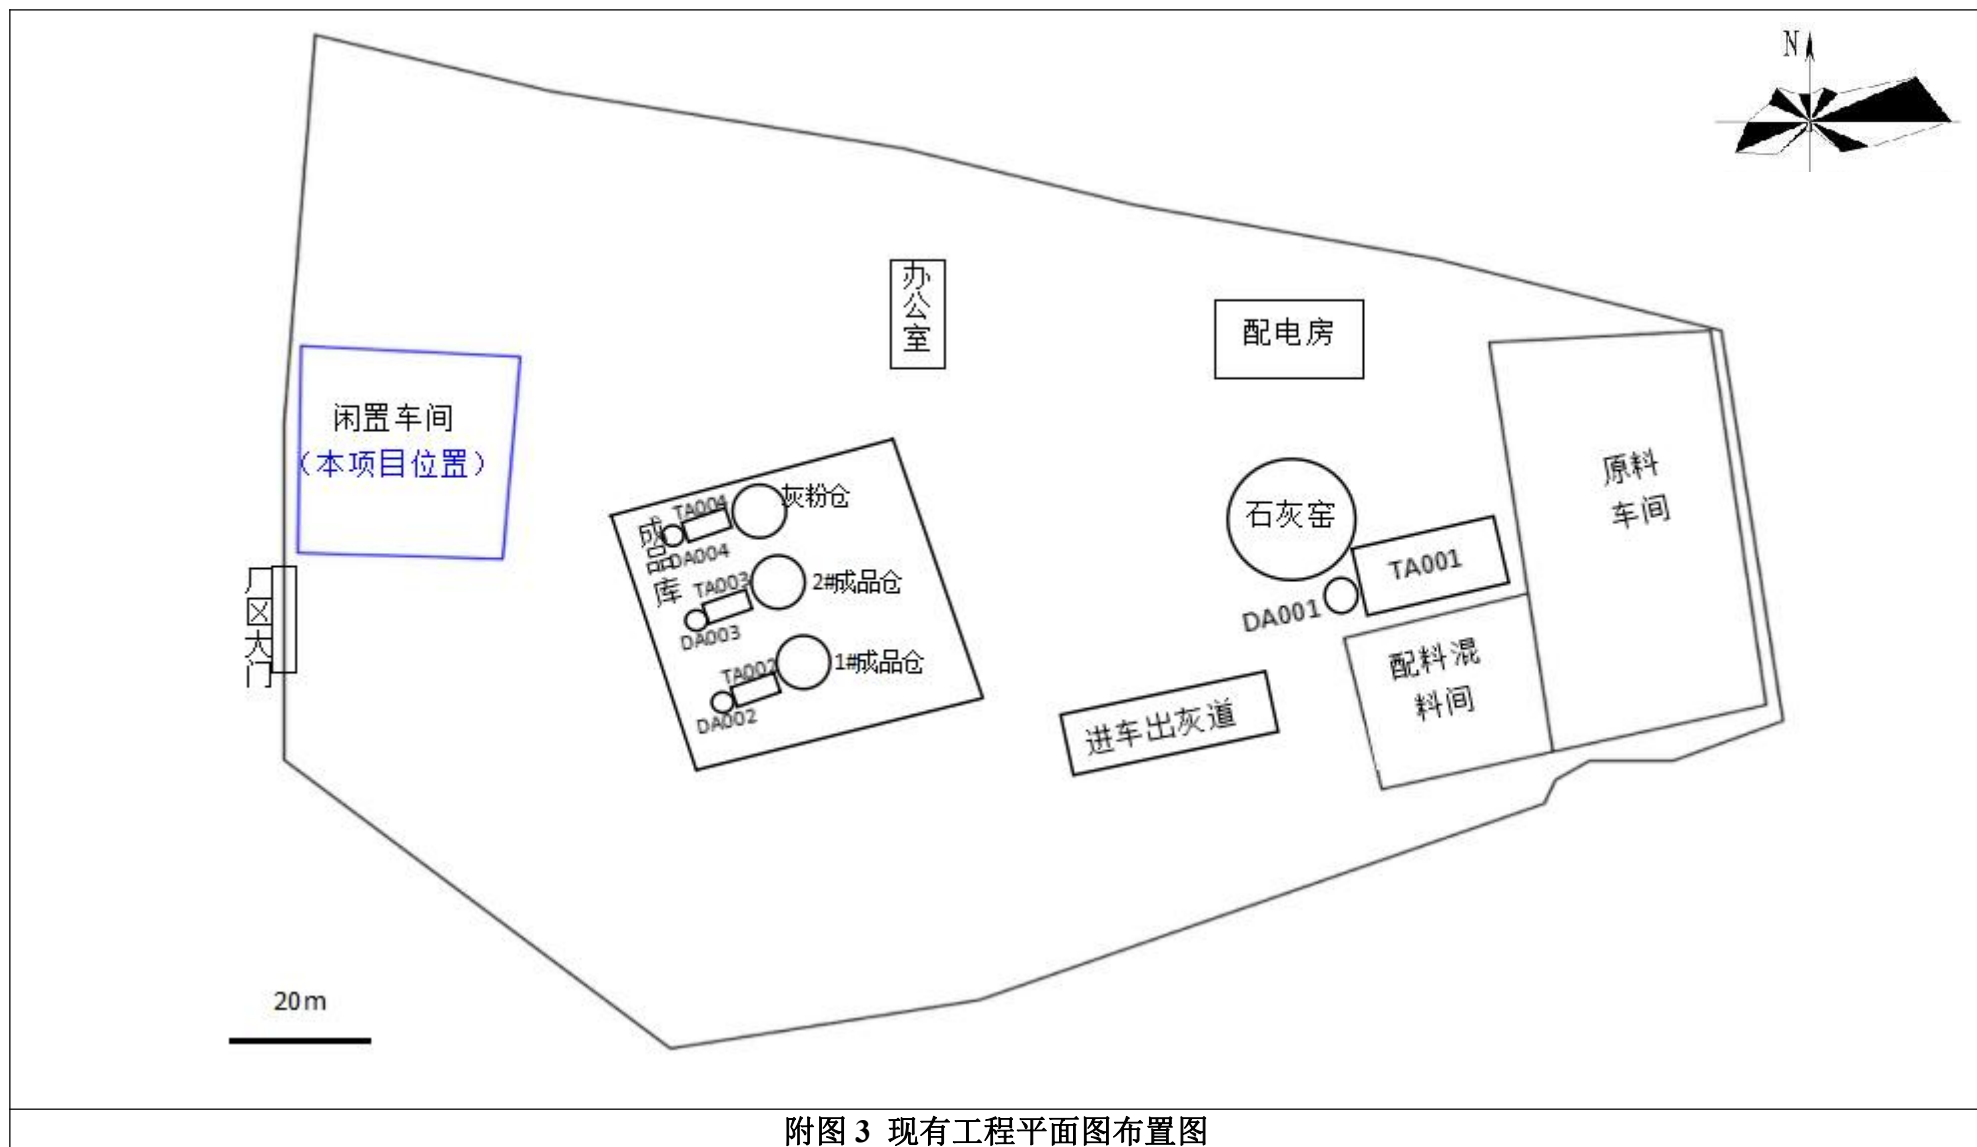 N
办公室
配电房
闲置车间
（本项目位置）
原料
车间
石灰窑
TA001
DA001
成品库
TA004
灰粉仓
DA004
TA003
2#成品仓
DA003
TA002
1#成品仓
DA002
厂区大门
配料混
料间
进车出灰道
20m
附图 3 现有工程平面图布置图